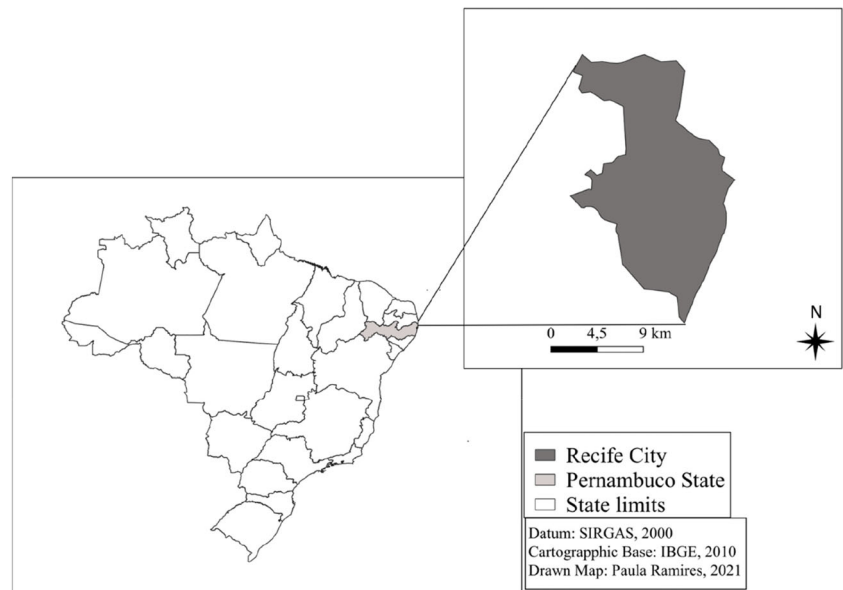 N
0 4,5 9 km
Recife City
Pernambuco State
State limits
Datum: SIRGAS, 2000
Cartograpphic Base: IBGE, 2010
Drawn Map: Paula Ramires, 2021